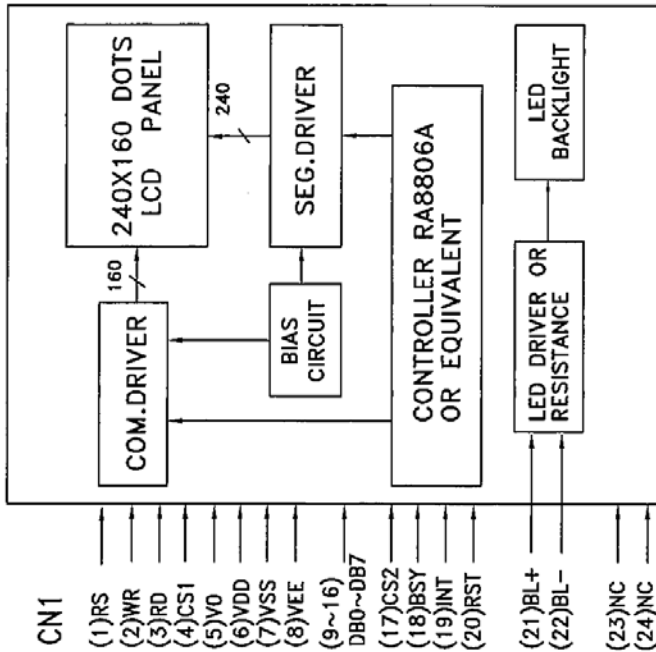 CN1
(1)RS
(2)WR
(3)RD
(4)CS1
(5)V0
(6)VDD
(7)VSS
(8)VEE
(9~16)
DB0~DB7
(17)CS2
(18)BSY
(19)INT
(20)RST
(21)BL+
(22)BL-
(23)NC
(24)NC
COM.DRIVER
160
240X160 DOTS
LCD PANEL
240
BIAS
CIRCUIT
SEG.DRIVER
CONTROLLER RA8806A
OR EQUIVALENT
LED DRIVER OR
RESISTANCE
LED
BACKLIGHT